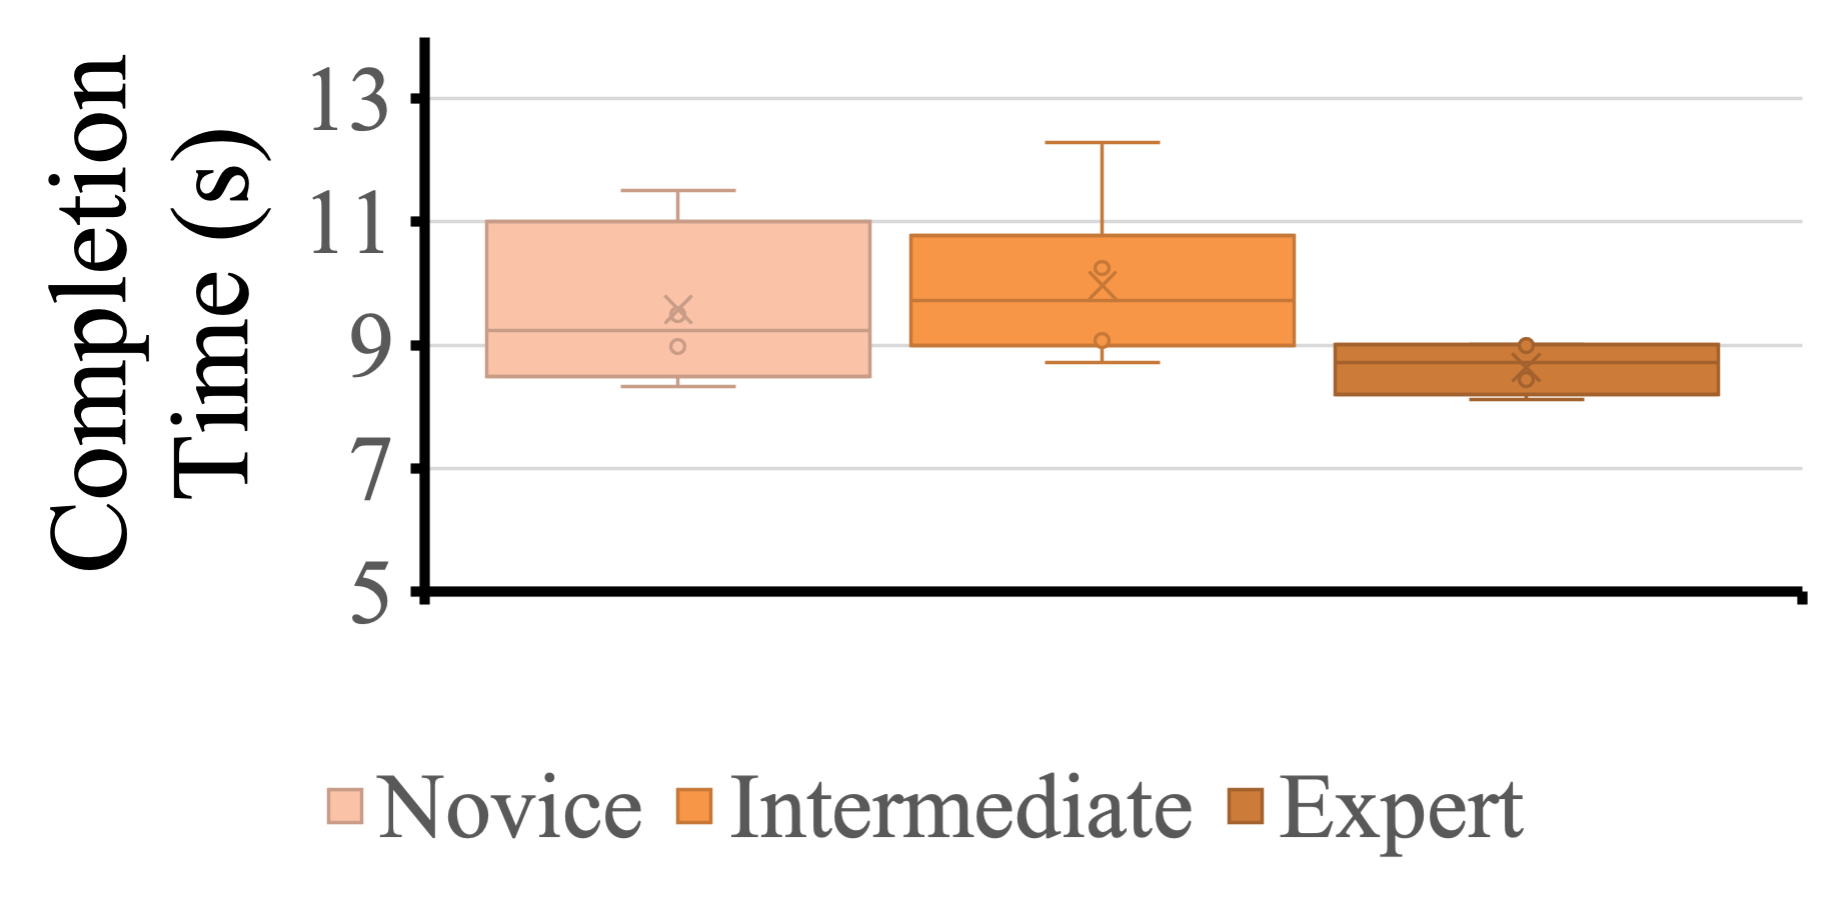 Completion
Time (s)
13
11
9
7
5
Novice Intermediate Expert